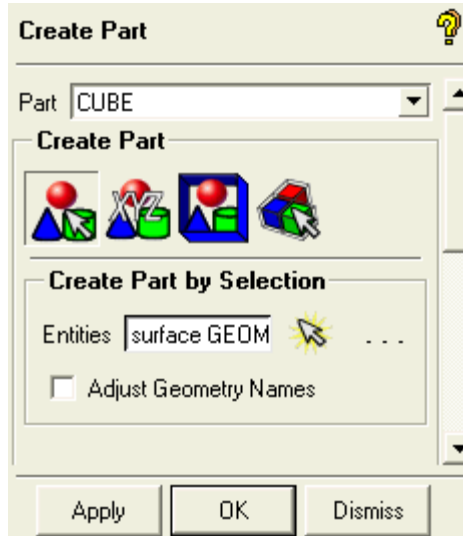 Create Part
Part CUBE
Create Part
XYZ
Create Part by Selection
Entities surface GEOM
. . .
Adjust Geometry Names
Apply OK Dismiss